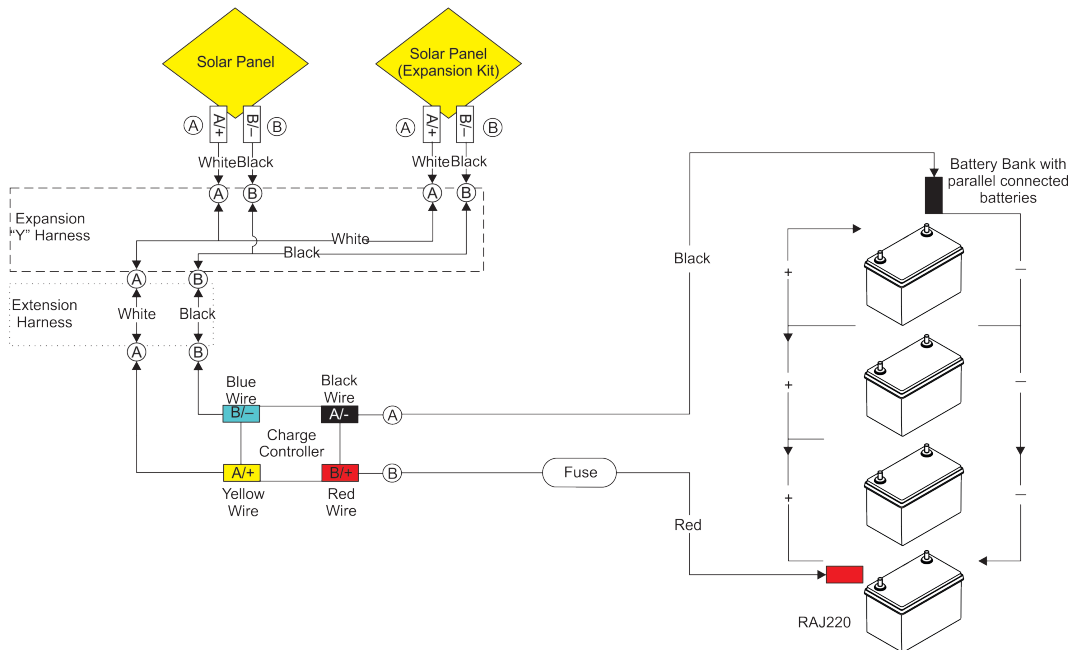 Solar Panel
Solar Panel
(Expansion Kit)
A
A/+
B/–
B
A
A/+
B/–
B
White
Black
White
Black
A
B
A
B
Expansion
“Y” Harness
White
Black
A
B
Extension
Harness
White
Black
A
B
Blue
Wire
B/–
Black
Wire
A/-
A
Charge
Controller
A/+
B/+
B
Yellow
Wire
Red
Wire
Fuse
Black
Red
Battery Bank with
parallel connected
batteries
+
–
+
–
+
–
RAJ220